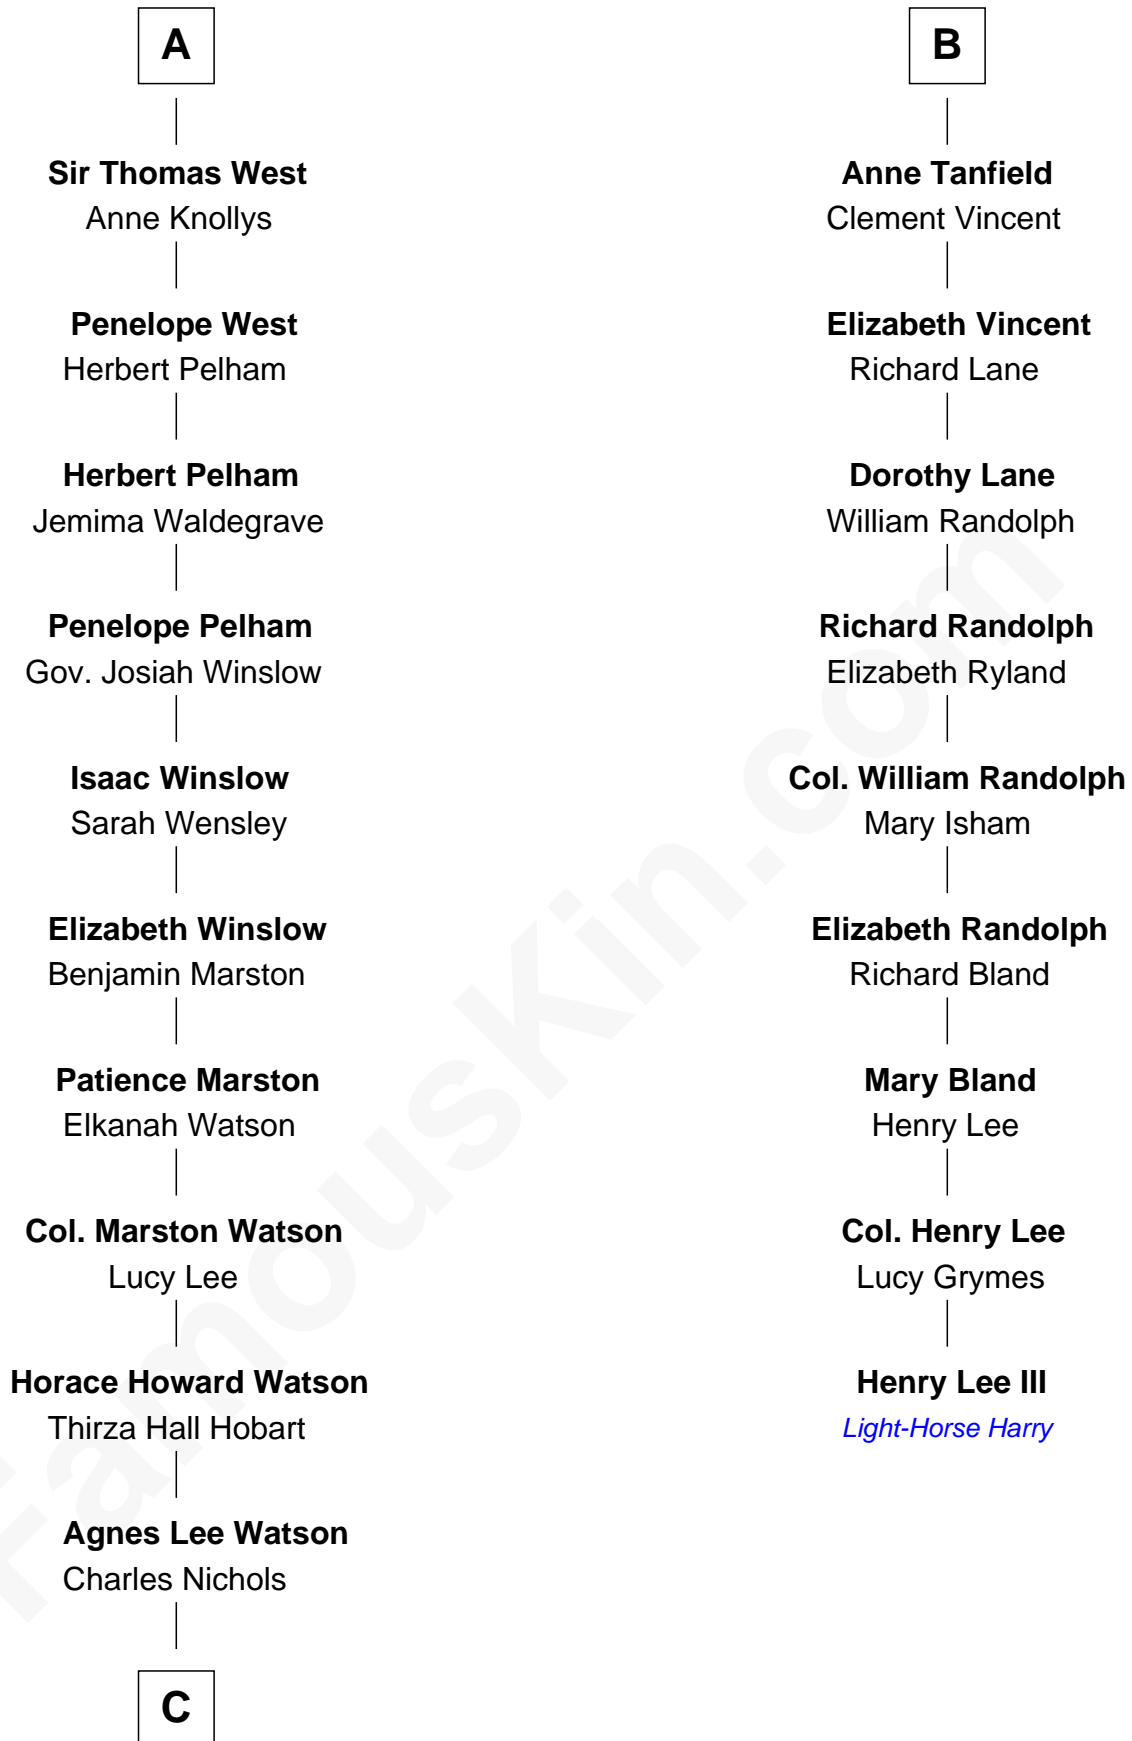 A
Sir Thomas West
Anne Knollys
Penelope West
Herbert Pelham
Herbert Pelham
Jemima Waldegrave
Penelope Pelham
Gov. Josiah Winslow
Isaac Winslow
Sarah Wensley
Elizabeth Winslow
Benjamin Marston
Patience Marston
Elkanah Watson
Col. Marston Watson
Lucy Lee
Horace Howard Watson
Thirza Hall Hobart
Agnes Lee Watson
Charles Nichols
C
B
Anne Tanfield
Clement Vincent
Elizabeth Vincent
Richard Lane
Dorothy Lane
William Randolph
Richard Randolph
Elizabeth Ryland
Col. William Randolph
Mary Isham
Elizabeth Randolph
Richard Bland
Mary Bland
Henry Lee
Col. Henry Lee
Lucy Grymes
Henry Lee III
Light-Horse Harry
FamousKin.com